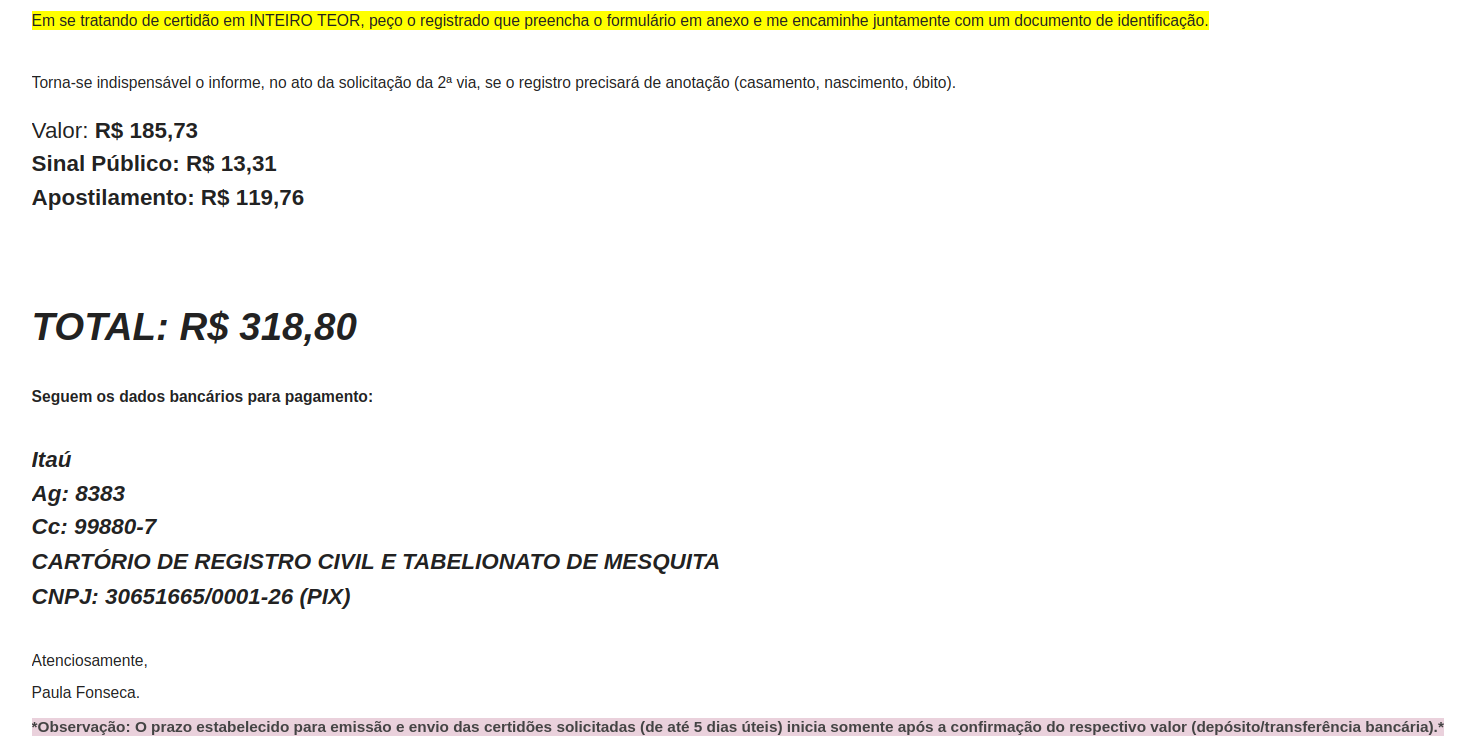 Em se tratando de certidão em INTEIRO TEOR, peço o registrado que preencha o formulário em anexo e me encaminhe juntamente com um documento de identificação.
Torna-se indispensável o informe, no ato da solicitação da 2ª via, se o registro precisará de anotação (casamento, nascimento, óbito).
Valor: R$ 185,73
Sinal Público: R$ 13,31
Apostilamento: R$ 119,76
TOTAL: R$ 318,80
Seguem os dados bancários para pagamento:
Itaú
Ag: 8383
Cc: 99880-7
CARTÓRIO DE REGISTRO CIVIL E TABELIONATO DE MESQUITA
CNPJ: 30651665/0001-26 (PIX)
Atenciosamente,
Paula Fonseca.
*Observação: O prazo estabelecido para emissão e envio das certidões solicitadas (de até 5 dias úteis) inicia somente após a confirmação do respectivo valor (depósito/transferência bancária).*